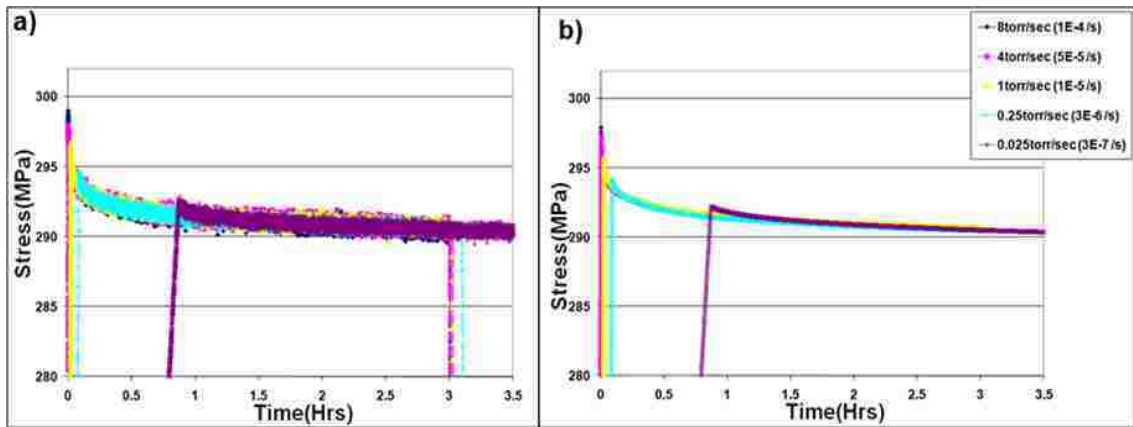 a)
300
295
290
285
280
Stress(MPa)
0
0.5
1
1.5
2
2.5
3
3.5
Time(Hrs)
b)
300
295
290
285
280
Stress(MPa)
0
0.5
1
1.5
2
2.5
3
3.5
Time(Hrs)
8torr/sec (1E-4/s)
4torr/sec (5E-5/s)
1torr/sec (1E-5/s)
0.25torr/sec (3E-6/s)
0.025torr/sec (3E-7/s)